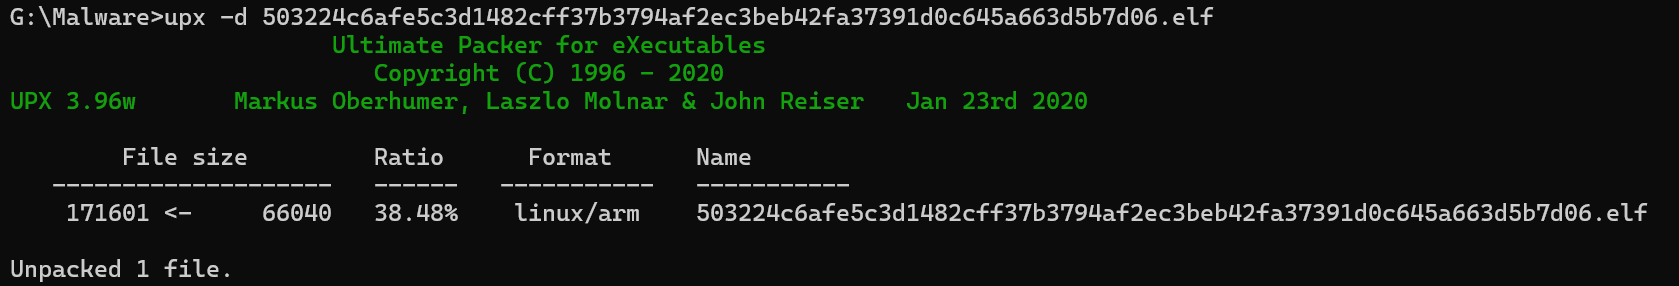 G:\Malware>upx -d 503224c6afe5c3d1482cff37b3794af2ec3beb42fa37391d0c645a663d5b7d06.elf
Ultimate Packer for eXecutables
Copyright (C) 1996 - 2020
UPX 3.96w       Markus Oberhumer, Laszlo Molnar & John Reiser   Jan 23rd 2020
File size         Ratio      Format      Name
--------------------   ------   -----------   -----------
171601 <-     66040   38.48%    linux/arm    503224c6afe5c3d1482cff37b3794af2ec3beb42fa37391d0c645a663d5b7d06.elf
Unpacked 1 file.